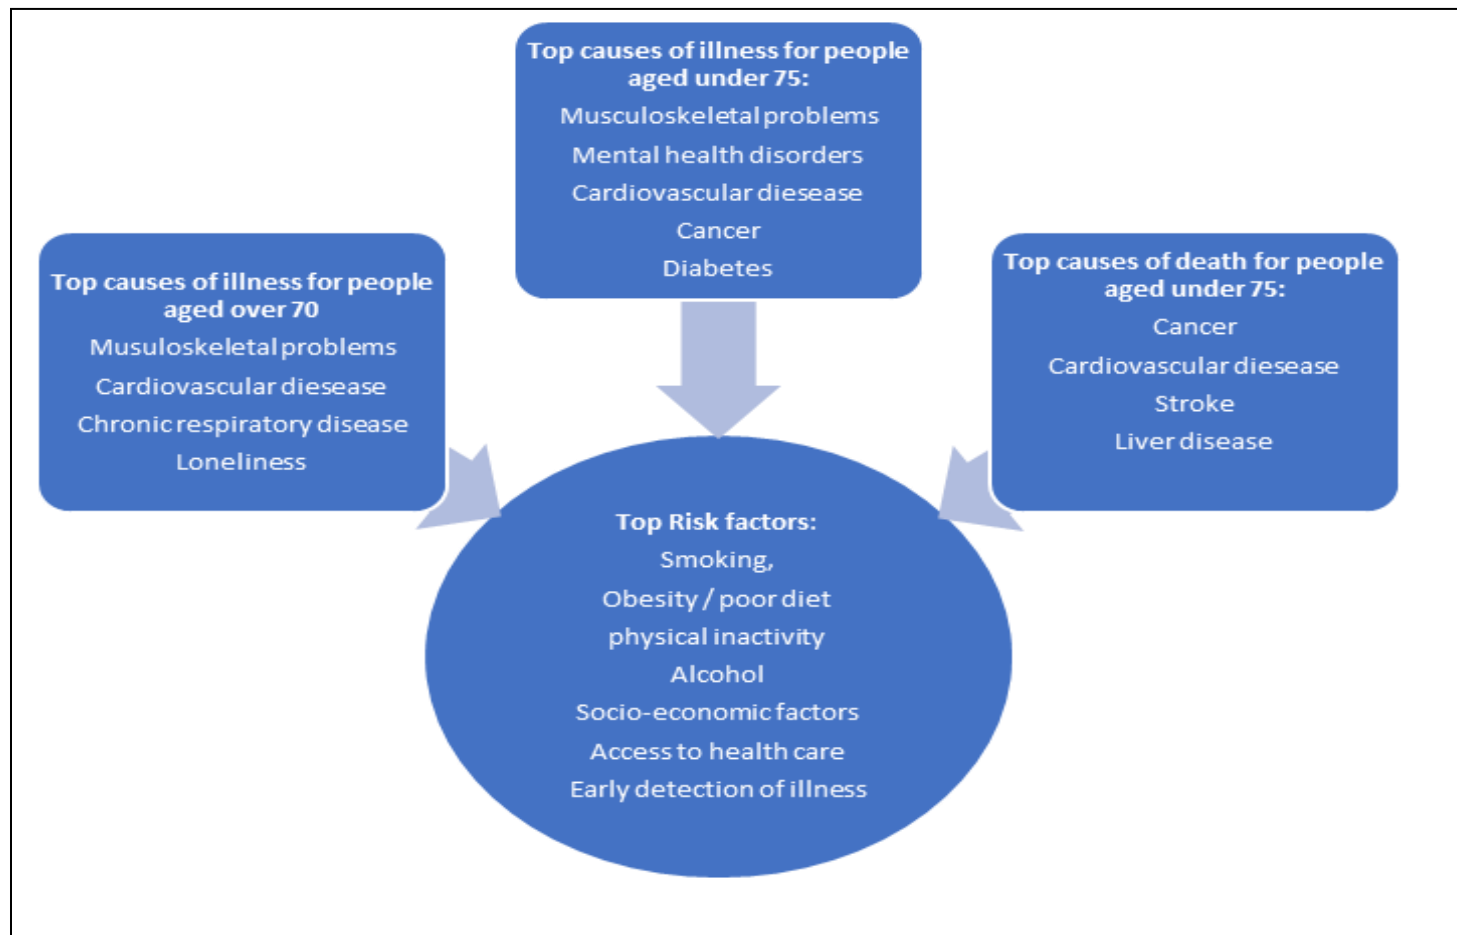 Top causes of illness for people
aged under 75:
Musculoskeletal problems
Mental health disorders
Cardiovascular diesease
Cancer
Diabetes
Top causes of illness for people
aged over 70
Musuloskeletal problems
Cardiovascular diesease
Chronic respiratory disease
Loneliness
Top causes of death for people
aged under 75:
Cancer
Cardiovascular diesease
Stroke
Liver disease
Top Risk factors:
Smoking,
Obesity / poor diet
physical inactivity
Alcohol
Socio-economic factors
Access to health care
Early detection of illness